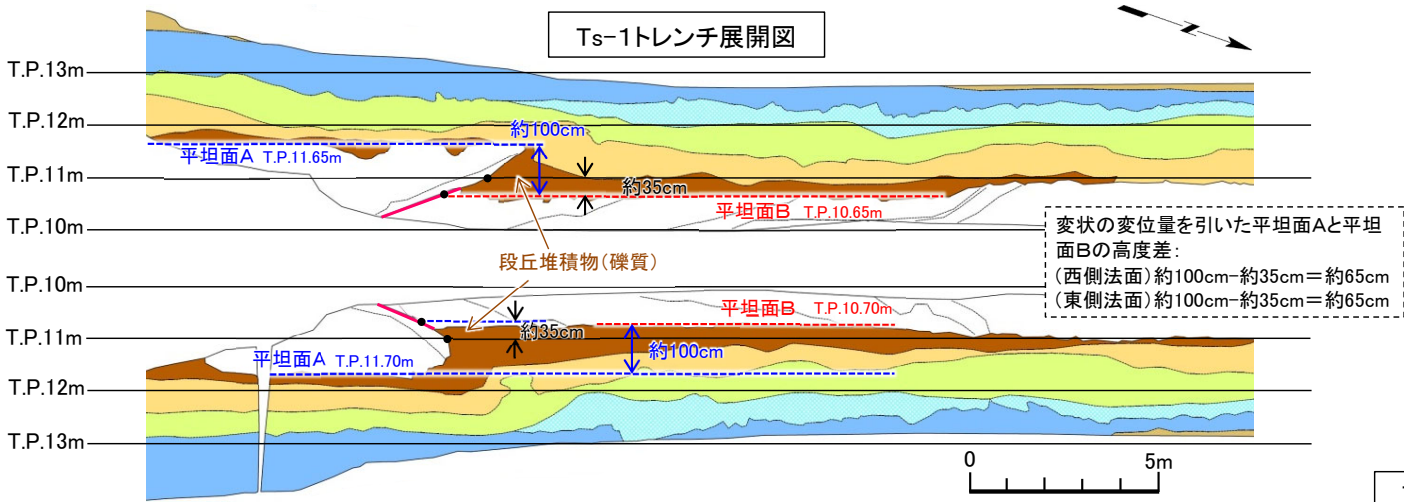 Ts-1トレンチ展開図
T.P.13m
T.P.12m
T.P.11m
T.P.10m
平坦面A T.P.11.65m
約100cm
約35cm
平坦面B T.P.10.65m
段丘堆積物(礫質)
変状の変位量を引いた平坦面Aと平坦
面Bの高度差:
(西側法面)約100cm-約35cm=約65cm
(東側法面)約100cm-約35cm=約65cm
T.P.10m
T.P.11m
T.P.12m
T.P.13m
平坦面B T.P.10.70m
約35cm
平坦面A T.P.11.70m
約100cm
0 5m